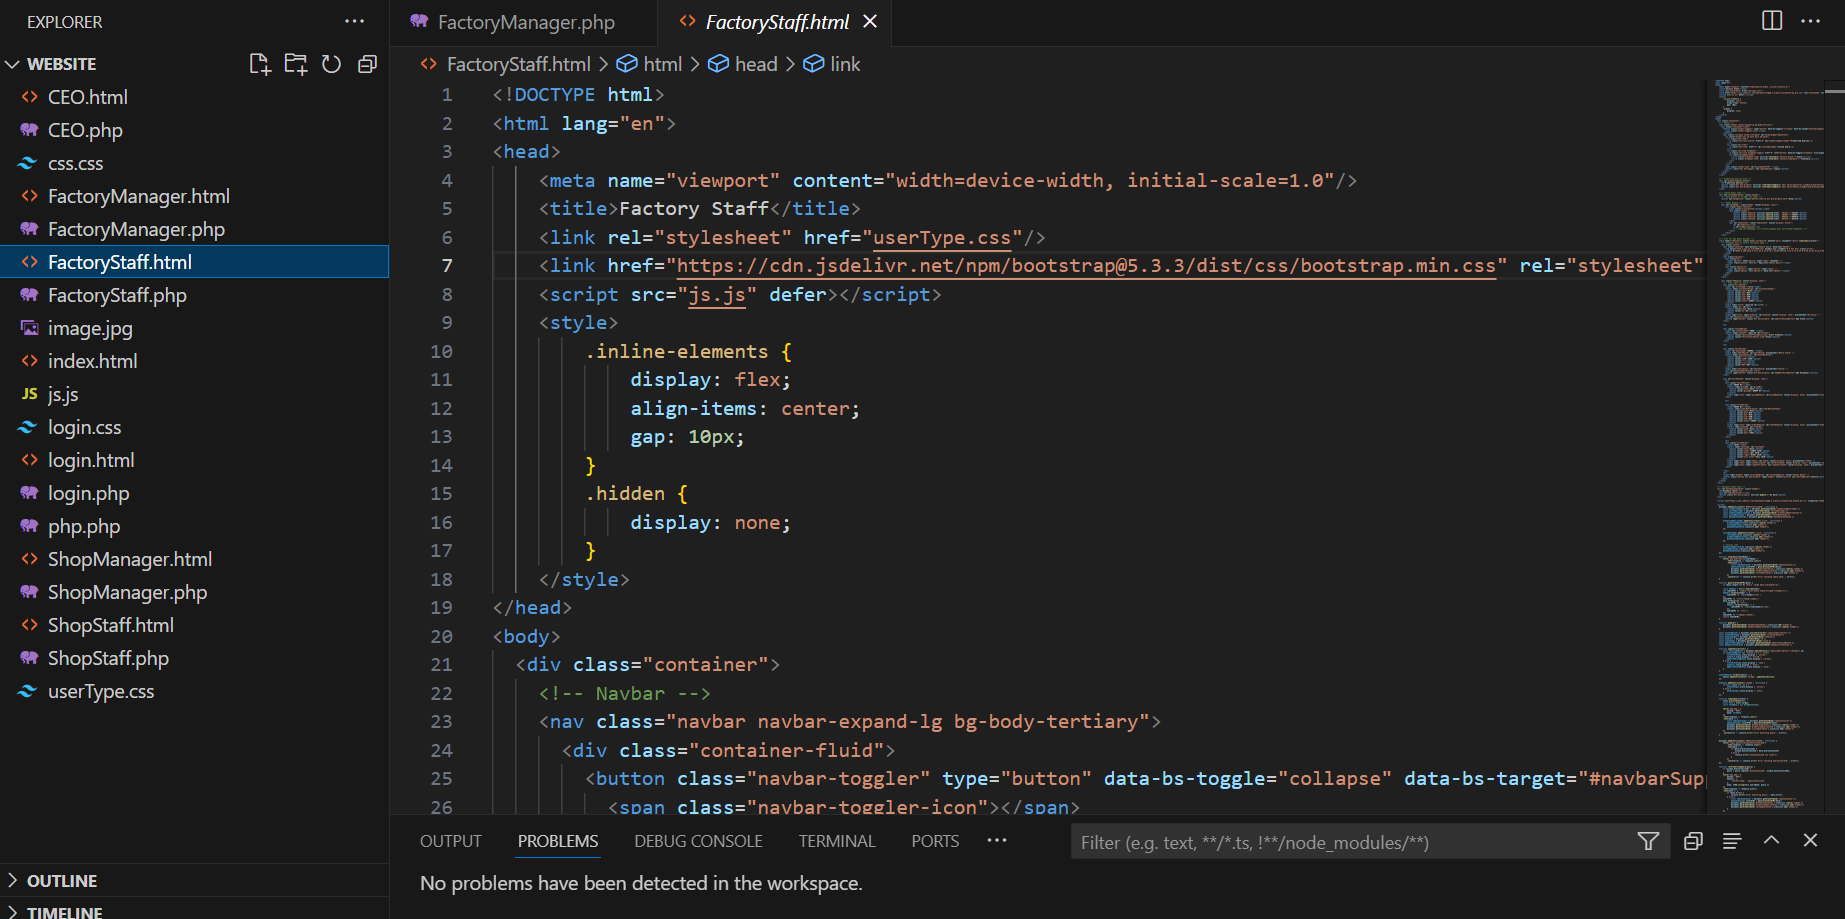 EXPLORER
WEBSITE
CEO.html
CEO.php
css.css
FactoryManager.html
FactoryManager.php
FactoryStaff.html
FactoryStaff.php
image.jpg
index.html
JS js.js
login.css
login.html
login.php
php.php
ShopManager.html
ShopManager.php
ShopStaff.html
ShopStaff.php
userType.css
OUTLINE
TIMELINE
FactoryManager.php
FactoryStaff.html
FactoryStaff.html > html > head > link
1 <!DOCTYPE html>
2 <html lang="en">
3 <head>
4 <meta name="viewport" content="width=device-width, initial-scale=1.0"/>
5 <title>Factory Staff</title>
6 <link rel="stylesheet" href="userType.css"/>
7 <link href="https://cdn.jsdelivr.net/npm/bootstrap@5.3.3/dist/css/bootstrap.min.css" rel="stylesheet"
8 <script src="js.js" defer></script>
9 <style>
10 .inline-elements {
11 display: flex;
12 align-items: center;
13 gap: 10px;
14 }
15 .hidden {
16 display: none;
17 }
18 </style>
19 </head>
20 <body>
21 <div class="container">
22 <!-- Navbar -->
23 <nav class="navbar navbar-expand-lg bg-body-tertiary">
24 <div class="container-fluid">
25 <button class="navbar-toggler" type="button" data-bs-toggle="collapse" data-bs-target="#navbarSup
26 <span class="navbar-toggler-icon"></span>
OUTPUT PROBLEMS DEBUG CONSOLE TERMINAL PORTS
Filter (e.g. text, **/*.ts, !**/node_modules/**)
No problems have been detected in the workspace.